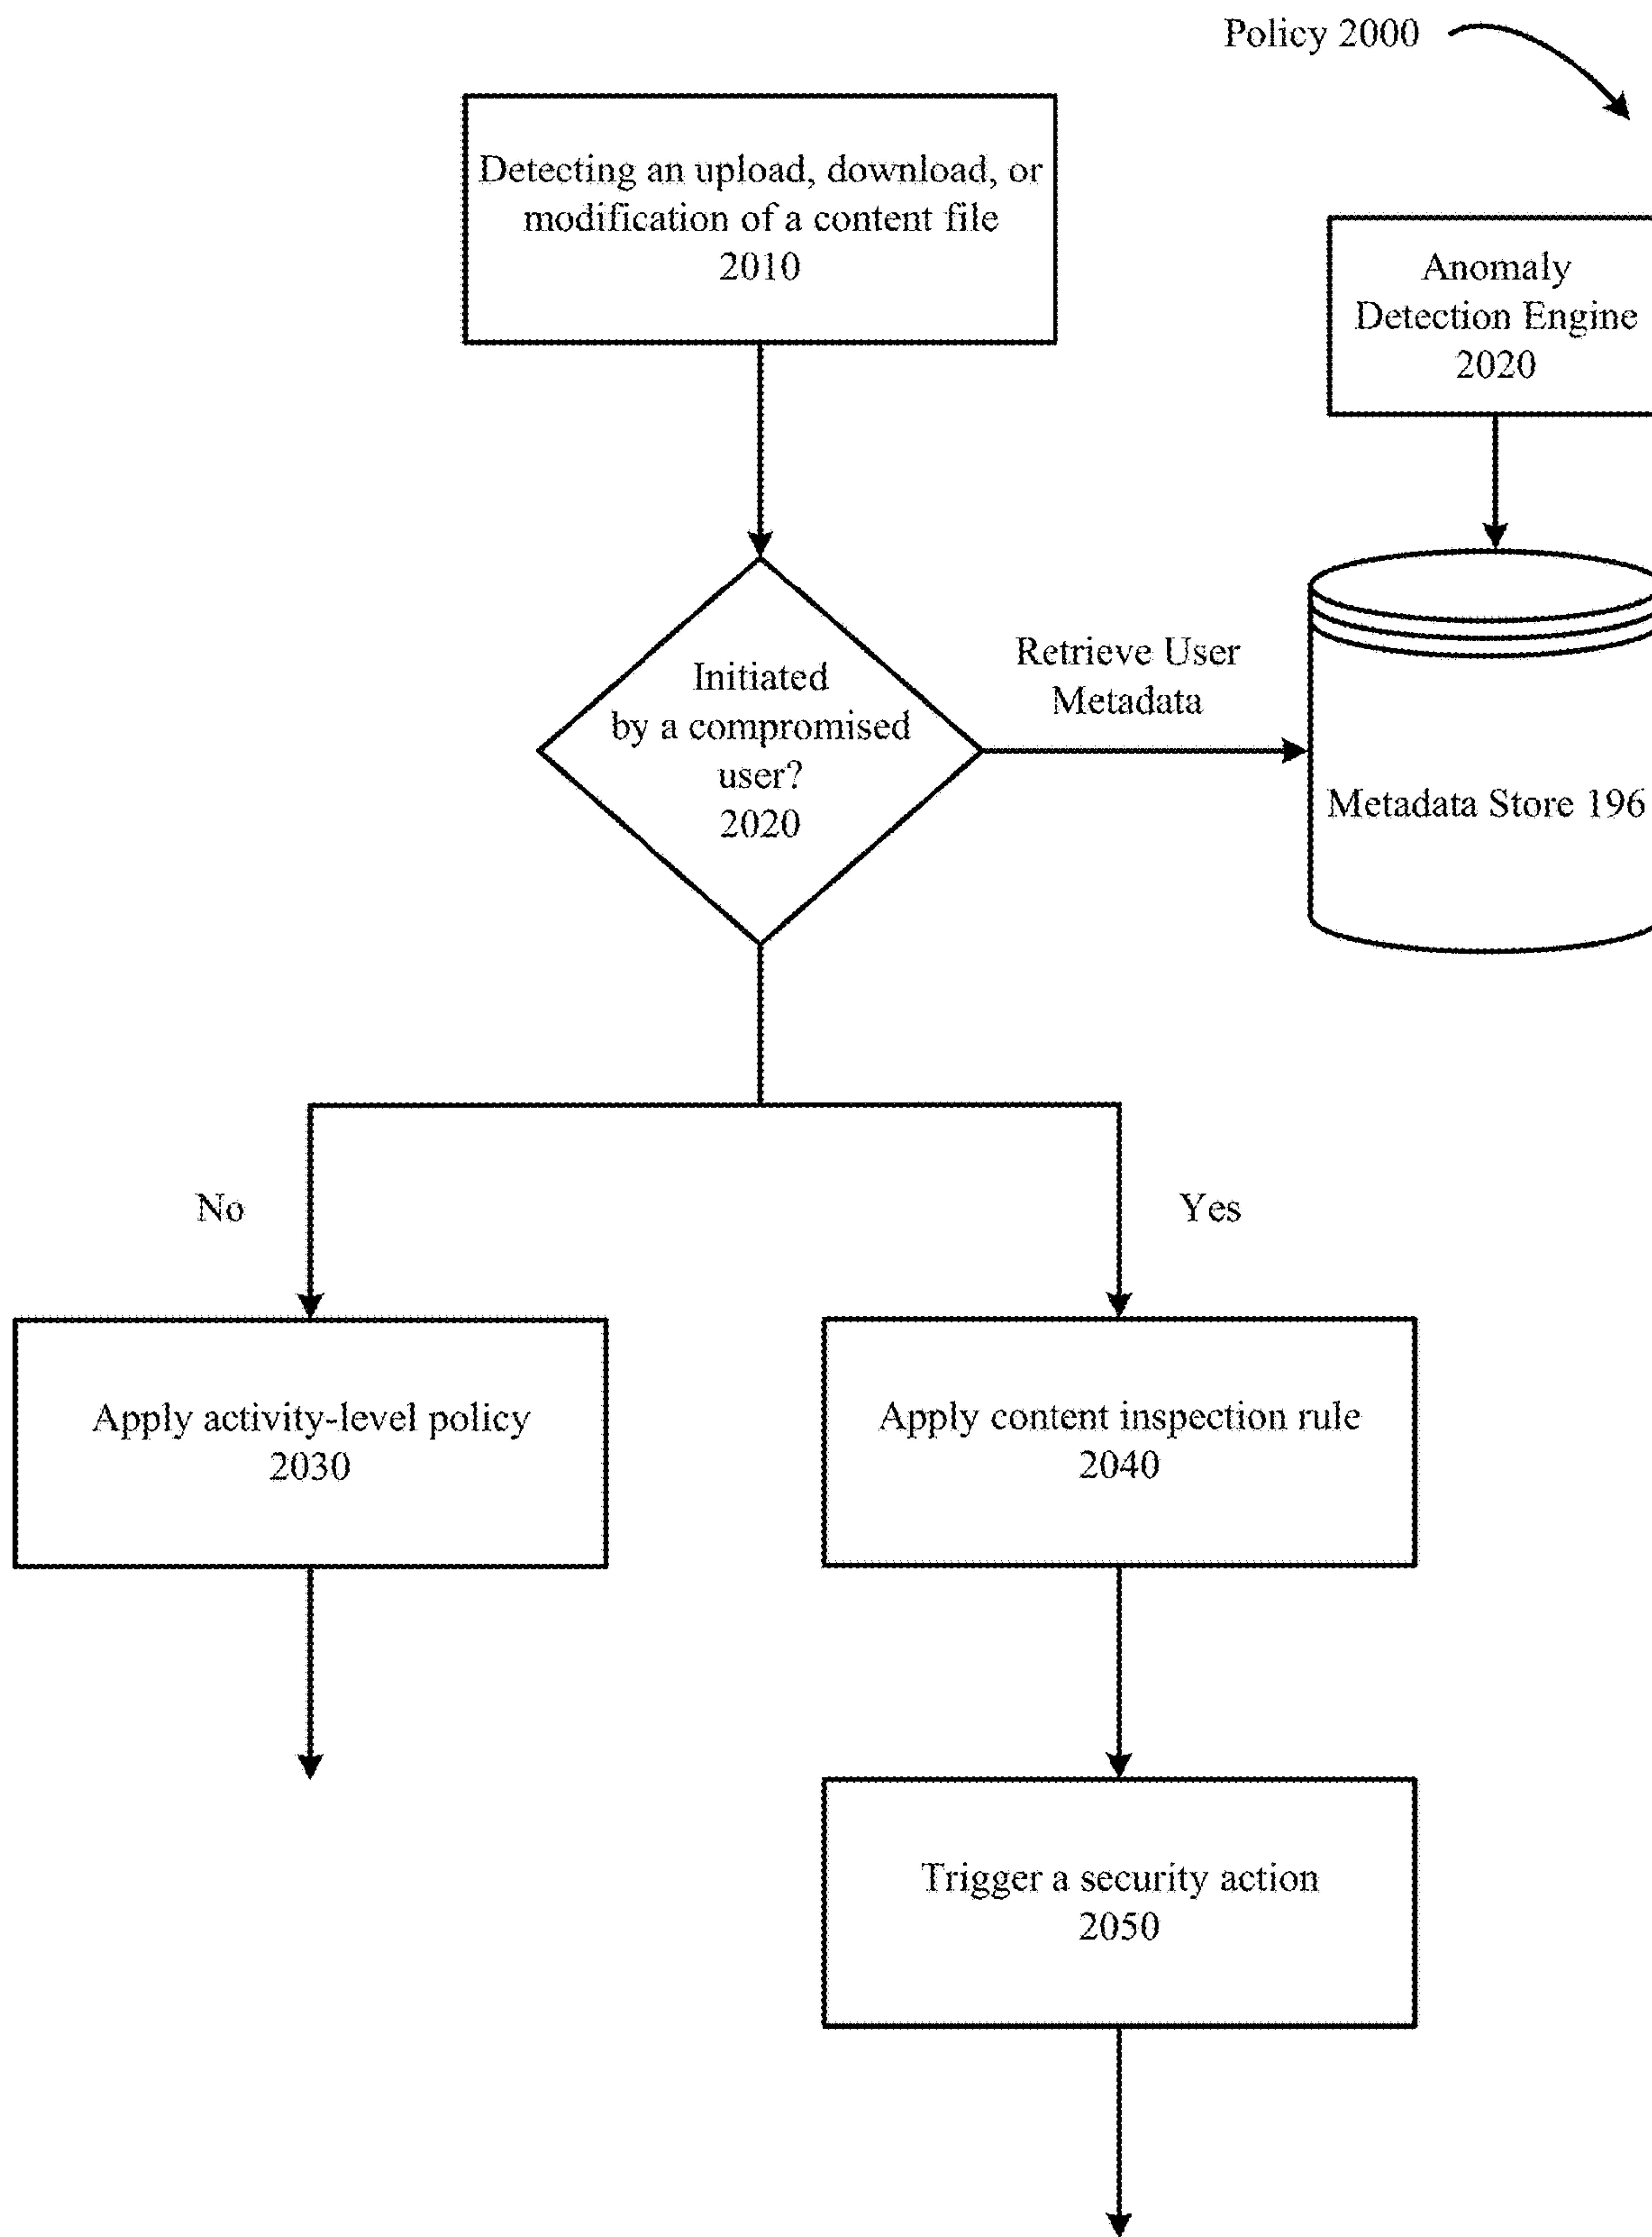 Policy 2000
Detecting an upload, download, or
modification of a content file
2010
Anomaly
Detection Engine
2020
Initiated
by a compromised
user?
2020
Retrieve User
Metadata
Metadata Store 196
No
Yes
Apply activity-level policy
2030
Apply content inspection rule
2040
Trigger a security action
2050